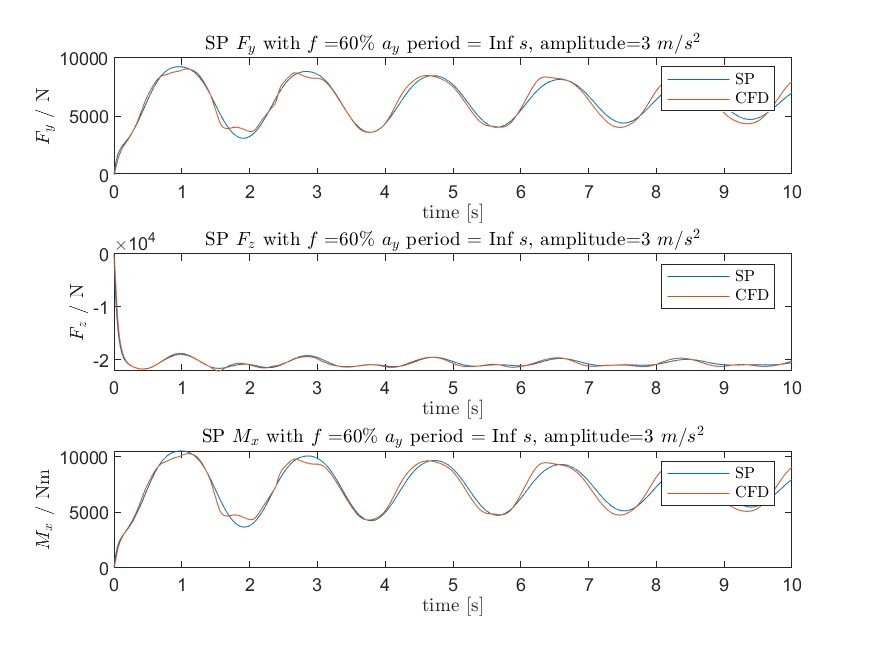 SP F_y with f =60% a_y period = Inf s, amplitude=3 m/s^2
10000
5000
0
F_y / N
SP
CFD
0 1 2 3 4 5 6 7 8 9 10
time [s]
×10^4
SP F_z with f =60% a_y period = Inf s, amplitude=3 m/s^2
0
-1
-2
F_z / N
SP
CFD
0 1 2 3 4 5 6 7 8 9 10
time [s]
SP M_x with f =60% a_y period = Inf s, amplitude=3 m/s^2
10000
5000
0
M_x / Nm
SP
CFD
0 1 2 3 4 5 6 7 8 9 10
time [s]